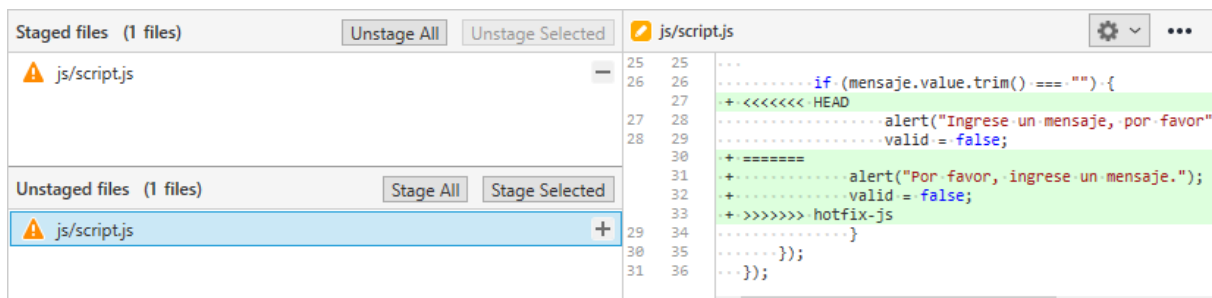 Staged files (1 files) Unstage All Unstage Selected
js/script.js
Unstaged files (1 files) Stage All Stage Selected
js/script.js
js/script.js
25 25 ...
26 26 if (mensaje.value.trim() === "") {
27 + <<<<<<< HEAD
27 28 alert("Ingrese un mensaje, por favor"
28 29 valid = false;
30 + =======
31 + alert("Por favor, ingrese un mensaje.");
32 + valid = false;
33 + >>>>>>> hotfix-js
29 34 }
30 35 });
31 36 });